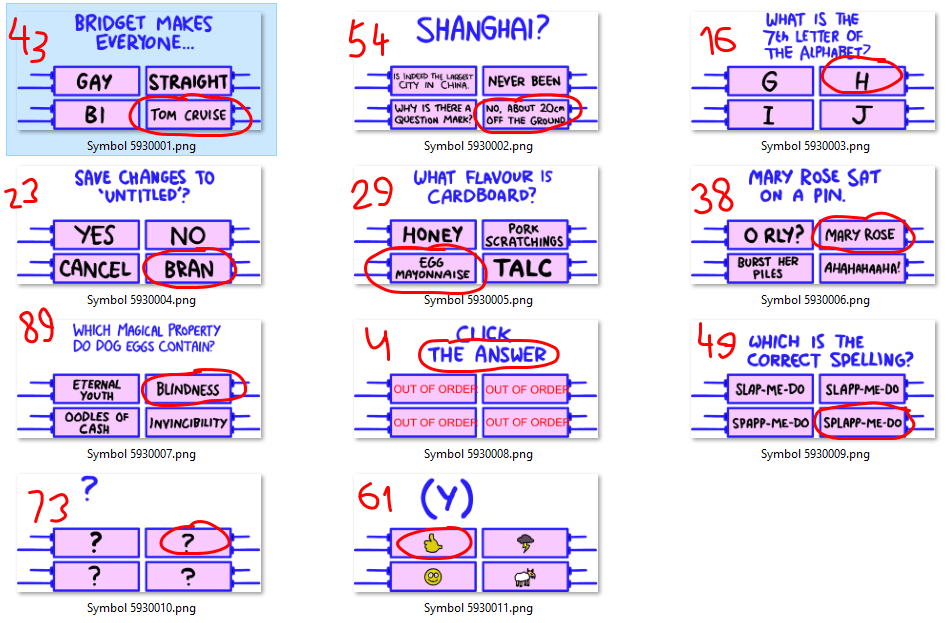 43
BRIDGET MAKES
EVERYONE...
GAY
STRAIGHT
BI
TOM CRUISE
Symbol 5930001.png
54
SHANGHAI?
IS INDEED THE LARGEST
CITY IN CHINA.
NEVER BEEN
WHY IS THERE A
QUESTION MARK?
NO, ABOUT 20cm
OFF THE GROUND
Symbol 5930002.png
16
WHAT IS THE
7th LETTER OF
THE ALPHABET?
G
H
I
J
Symbol 5930003.png
23
SAVE CHANGES TO
'UNTITLED'?
YES
NO
CANCEL
BRAN
Symbol 5930004.png
29
WHAT FLAVOUR IS
CARDBOARD?
HONEY
PORK
SCRATCHINGS
EGG
MAYONNAISE
TALC
Symbol 5930005.png
38
MARY ROSE SAT
ON A PIN.
O RLY?
MARY ROSE
BURST HER
PILES
AHAHAHAAHA!
Symbol 5930006.png
89
WHICH MAGICAL PROPERTY
DO DOG EGGS CONTAIN?
ETERNAL
YOUTH
BLINDNESS
OODLES OF
CASH
INVINCIBILITY
Symbol 5930007.png
4
CLICK
THE ANSWER
OUT OF ORDER
OUT OF ORDER
OUT OF ORDER
OUT OF ORDER
Symbol 5930008.png
49
WHICH IS THE
CORRECT SPELLING?
SLAP-ME-DO
SLAPP-ME-DO
SPAPP-ME-DO
SPLAPP-ME-DO
Symbol 5930009.png
73
?
?
?
?
?
Symbol 5930010.png
61
(Y)
Symbol 5930011.png